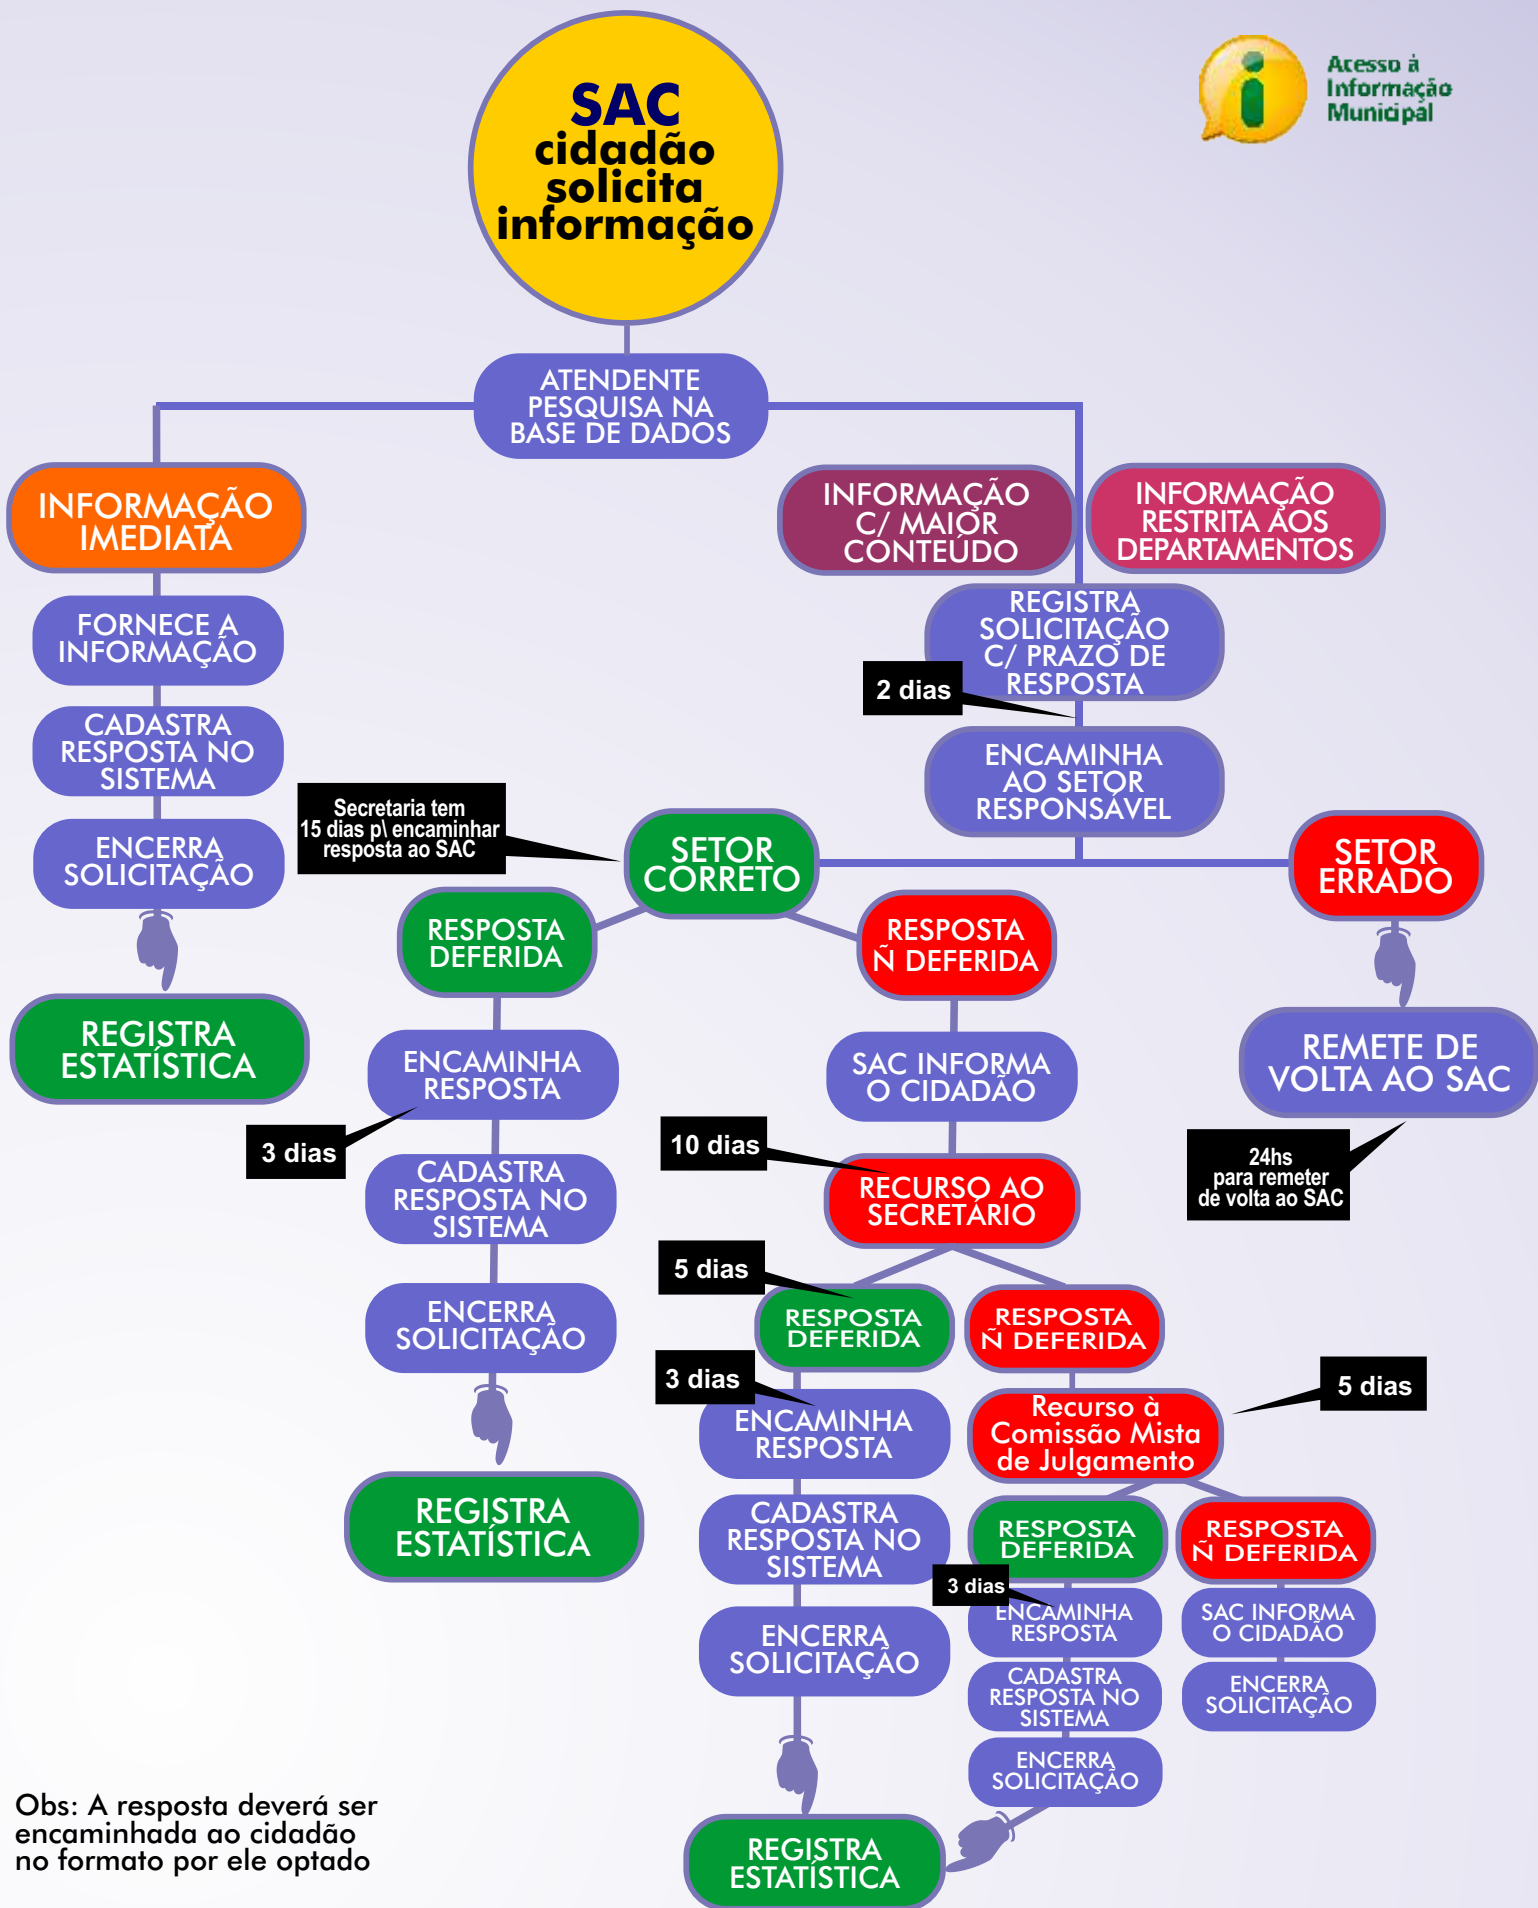 SAC
cidadão
solicita
informação
Acesso à
Informação
Municipal
ATENDENTE
PESQUISA NA
BASE DE DADOS
INFORMAÇÃO
IMEDIATA
INFORMAÇÃO
C/ MAIOR
CONTEÚDO
INFORMAÇÃO
RESTRITA AOS
DEPARTAMENTOS
FORNECE A
INFORMAÇÃO
REGISTRA
SOLICITAÇÃO
C/ PRAZO DE
RESPOSTA
2 dias
CADASTRA
RESPOSTA NO
SISTEMA
ENCAMINHA
AO SETOR
RESPONSÁVEL
ENCERRA
SOLICITAÇÃO
Secretaria tem
15 dias p\ encaminhar
resposta ao SAC
SETOR
CORRETO
SETOR
ERRADO
RESPOSTA
DEFERIDA
RESPOSTA
Ñ DEFERIDA
REGISTRA
ESTATÍSTICA
ENCAMINHA
RESPOSTA
SAC INFORMA
O CIDADÃO
REMETE DE
VOLTA AO SAC
3 dias
10 dias
24hs
para remeter
de volta ao SAC
CADASTRA
RESPOSTA NO
SISTEMA
RECURSO AO
SECRETÁRIO
5 dias
ENCERRA
SOLICITAÇÃO
RESPOSTA
DEFERIDA
RESPOSTA
Ñ DEFERIDA
3 dias
5 dias
ENCAMINHA
RESPOSTA
Recurso à
Comissão Mista
de Julgamento
REGISTRA
ESTATÍSTICA
CADASTRA
RESPOSTA NO
SISTEMA
RESPOSTA
DEFERIDA
RESPOSTA
Ñ DEFERIDA
3 dias
ENCAMINHA
RESPOSTA
SAC INFORMA
O CIDADÃO
ENCERRA
SOLICITAÇÃO
CADASTRA
RESPOSTA NO
SISTEMA
ENCERRA
SOLICITAÇÃO
ENCERRA
SOLICITAÇÃO
REGISTRA
ESTATÍSTICA
Obs: A resposta deverá ser
encaminhada ao cidadão
no formato por ele optado